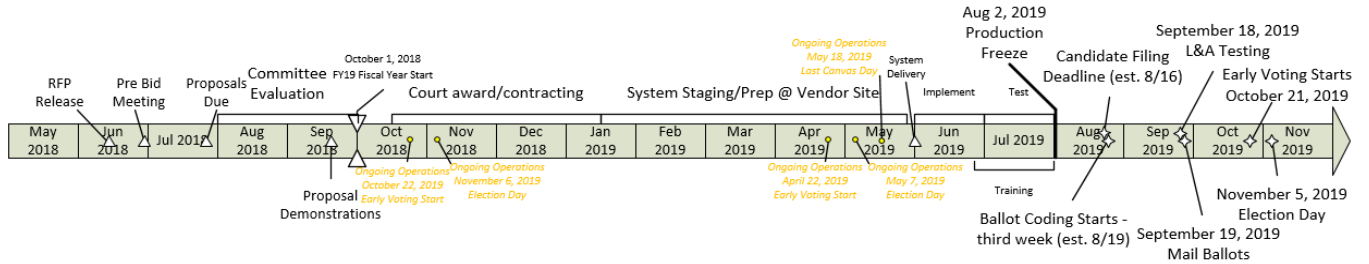 RFP
Release
Pre Bid
Meeting
Proposals
Due
Committee
Evaluation
October 1, 2018
FY19 Fiscal Year Start
Court award/contracting
System Staging/Prep @ Vendor Site
Ongoing Operations
May 18, 2019
Last Canvas Day
System
Delivery
Implement
Test
Aug 2, 2019
Production
Freeze
Candidate Filing
Deadline (est. 8/16)
September 18, 2019
L&A Testing
Early Voting Starts
October 21, 2019
May
2018
Jun
2018
Jul 2018
Aug
2018
Sep
2018
Oct
2018
Nov
2018
Dec
2018
Jan
2019
Feb
2019
Mar
2019
Apr
2019
May
2019
Jun
2019
Jul 2019
Aug
2019
Sep
2019
Oct
2019
Nov
2019
Proposal
Demonstrations
Ongoing Operations
October 22, 2019
Early Voting Start
Ongoing Operations
November 6, 2019
Election Day
Ongoing Operations
April 22, 2019
Early Voting Start
Ongoing Operations
May 7, 2019
Election Day
Training
Ballot Coding Starts -
third week (est. 8/19)
September 19, 2019
Mail Ballots
November 5, 2019
Election Day